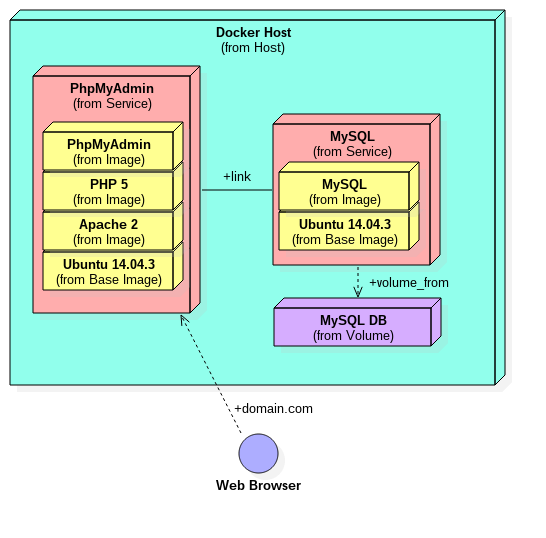 Docker Host
(from Host)
PhpMyAdmin
(from Service)
PhpMyAdmin
(from Image)
PHP 5
(from Image)
Apache 2
(from Image)
Ubuntu 14.04.3
(from Base Image)
+link
MySQL
(from Service)
MySQL
(from Image)
Ubuntu 14.04.3
(from Base Image)
+volume_from
MySQL DB
(from Volume)
+domain.com
Web Browser